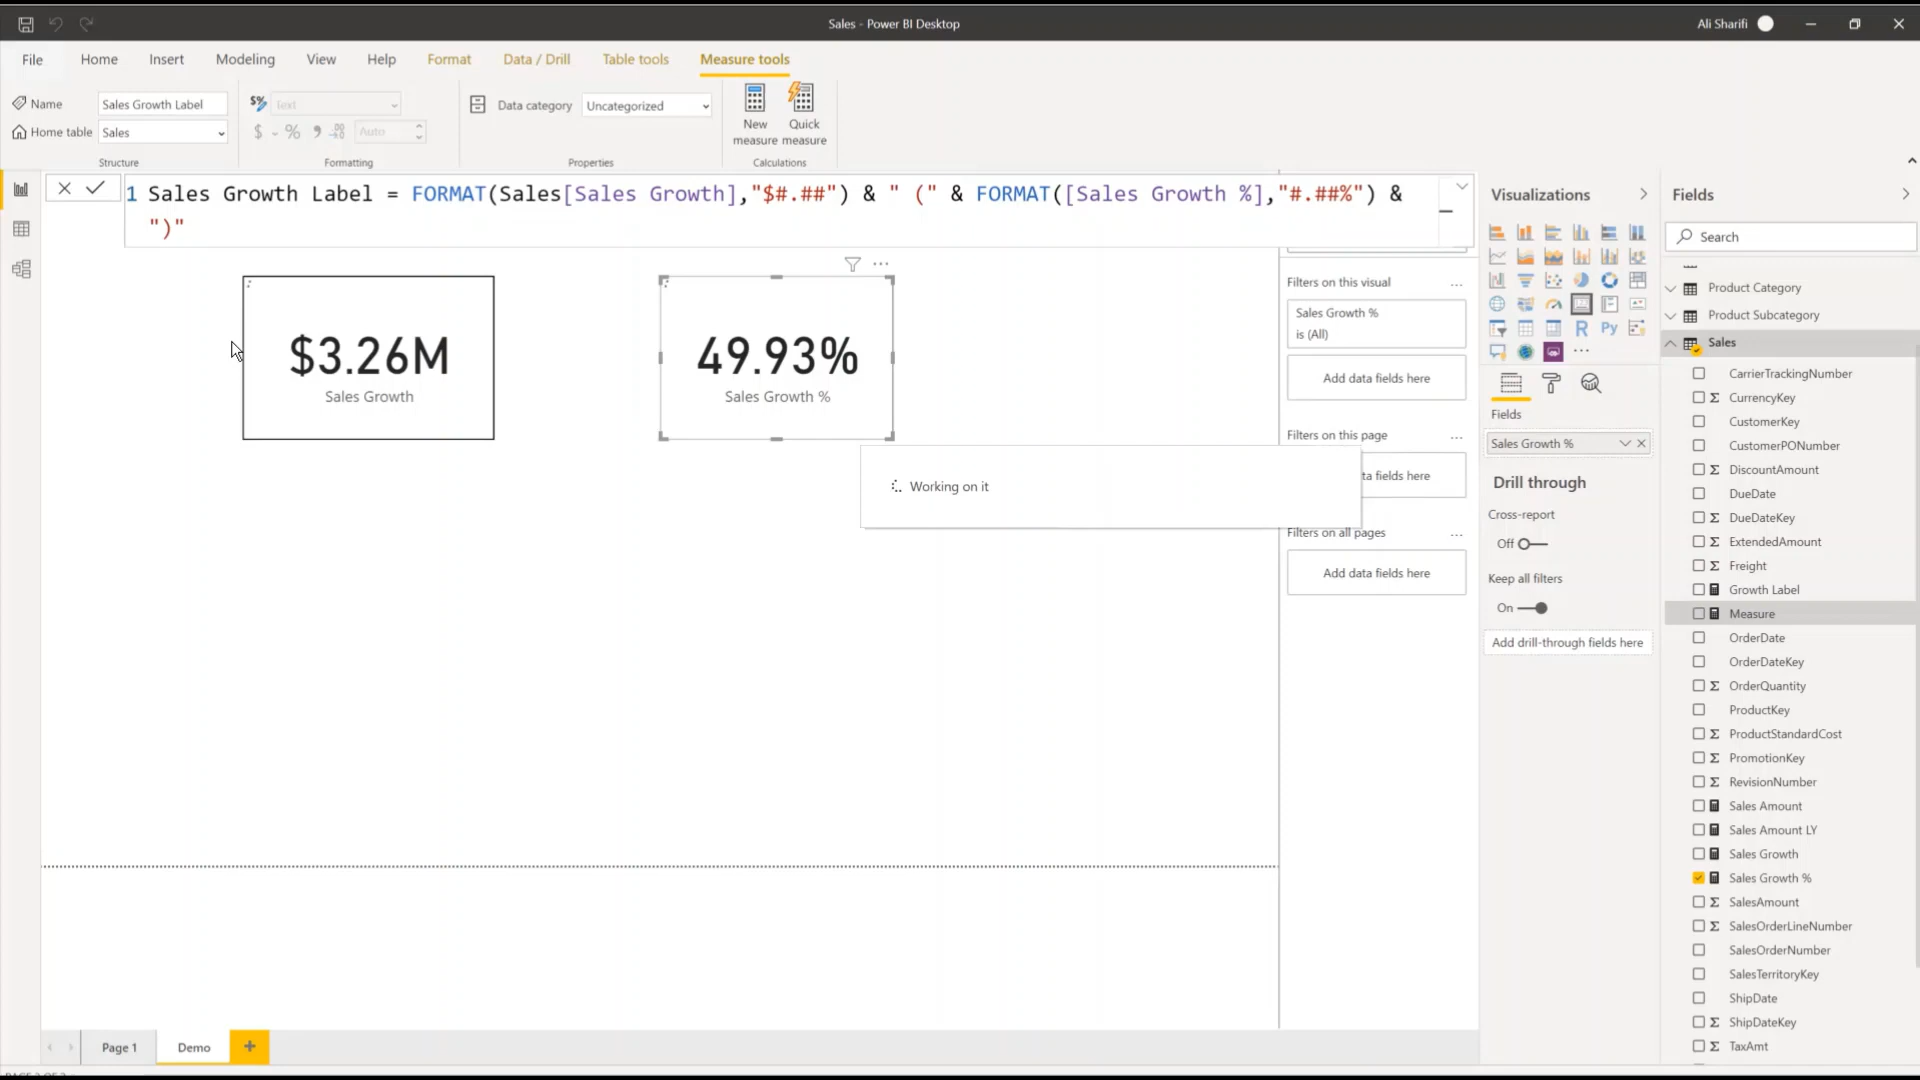 Sales - Power BI Desktop
Ali Sharifi
File
Home
Insert
Modeling
View
Help
Format
Data / Drill
Table tools
Measure tools
Name
Sales Growth Label
Home table
Sales
Structure
Text
$
%
Auto
Formatting
Data category
Uncategorized
Properties
New
measure
Quick
measure
Calculations
1 Sales Growth Label = FORMAT(Sales[Sales Growth],"$#.##") & " (" & FORMAT([Sales Growth %],"#.##%") &
")"
$3.26M
Sales Growth
49.93%
Sales Growth %
Working on it
Filters on this visual
Sales Growth %
is (All)
Add data fields here
Filters on this page
ta fields here
Filters on all pages
Add data fields here
Visualizations
R
Py
Fields
Sales Growth %
Drill through
Cross-report
Off
Keep all filters
On
Add drill-through fields here
Fields
Search
Product Category
Product Subcategory
Sales
CarrierTrackingNumber
CurrencyKey
CustomerKey
CustomerPONumber
DiscountAmount
DueDate
DueDateKey
ExtendedAmount
Freight
Growth Label
Measure
OrderDate
OrderDateKey
OrderQuantity
ProductKey
ProductStandardCost
PromotionKey
RevisionNumber
Sales Amount
Sales Amount LY
Sales Growth
Sales Growth %
SalesAmount
SalesOrderLineNumber
SalesOrderNumber
SalesTerritoryKey
ShipDate
ShipDateKey
TaxAmt
Page 1
Demo